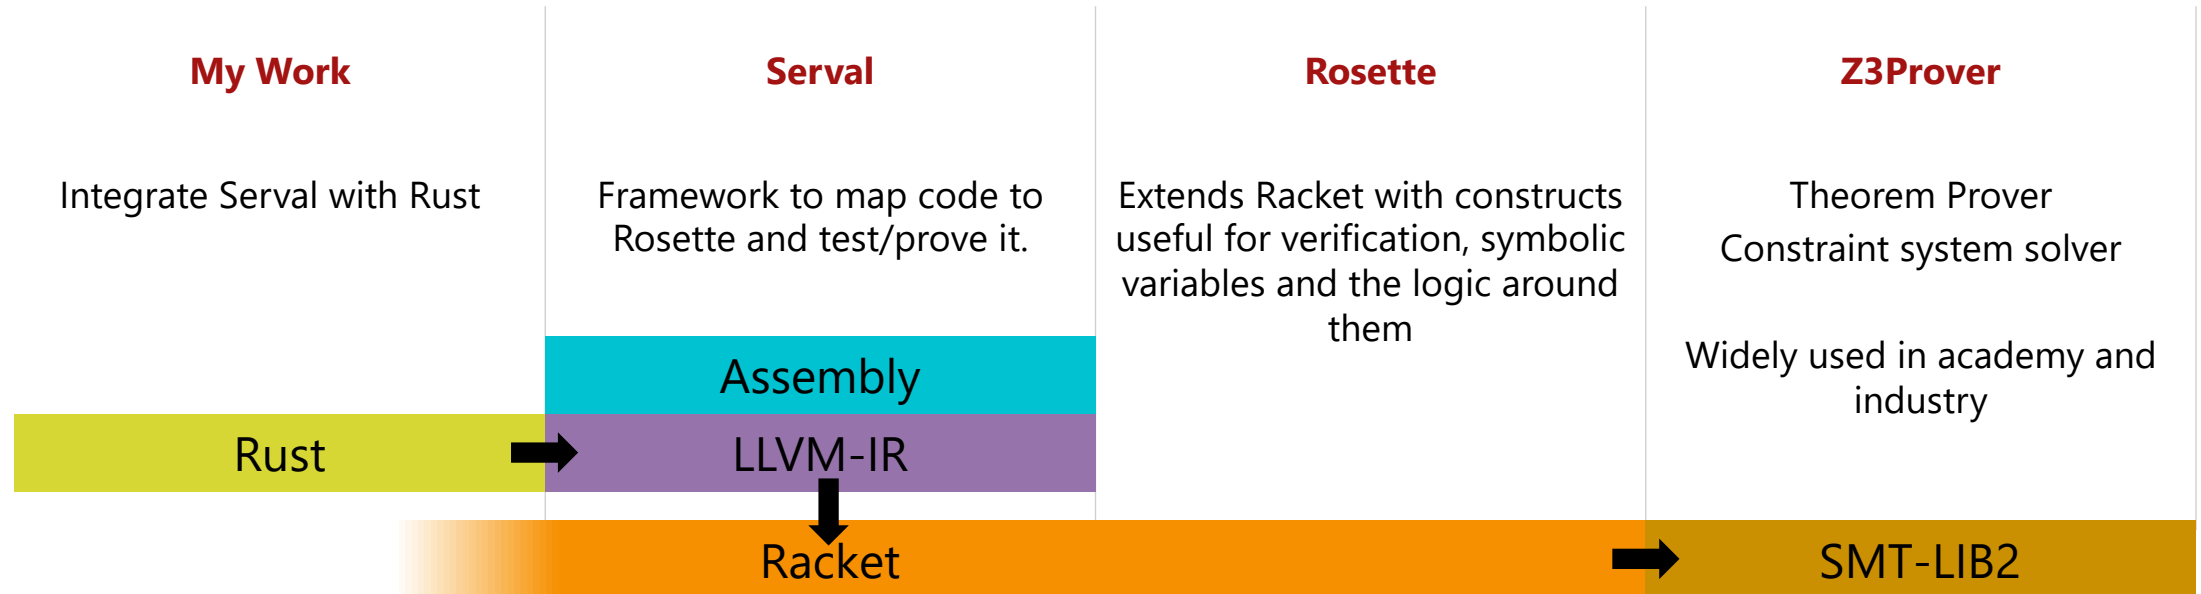 My Work
Serval
Rosette
Z3Prover
Integrate Serval with Rust
Framework to map code to
Rosette and test/prove it.
Extends Racket with constructs
useful for verification, symbolic
variables and the logic around
them
Theorem Prover
Constraint system solver
Widely used in academy and
industry
Assembly
Rust
LLVM-IR
Racket
SMT-LIB2